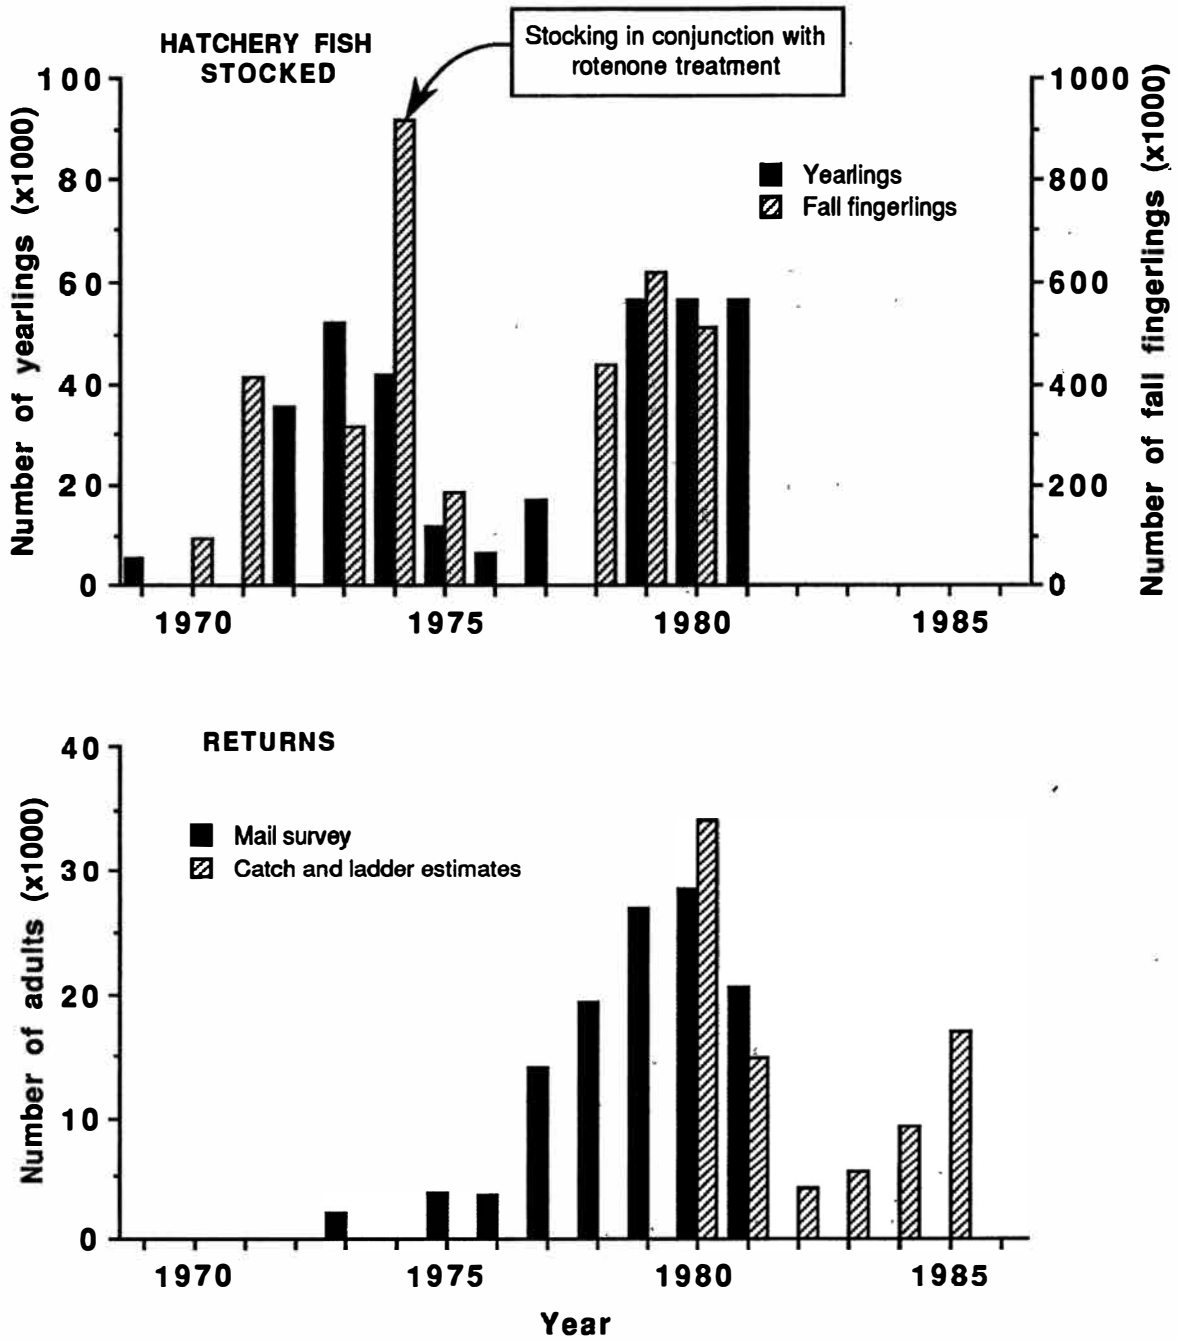 HATCHERY FISH
STOCKED
Stocking in conjunction with
rotenone treatment
Number of yearlings (x1000)
100
80
60
40
20
0
Yearlings
Fall fingerlings
1000
800
600
400
200
0
Number of fall fingerlings (x1000)
1970 1975 1980 1985
RETURNS
Number of adults (x1000)
40
30
20
10
0
Mail survey
Catch and ladder estimates
1970 1975 1980 1985
Year